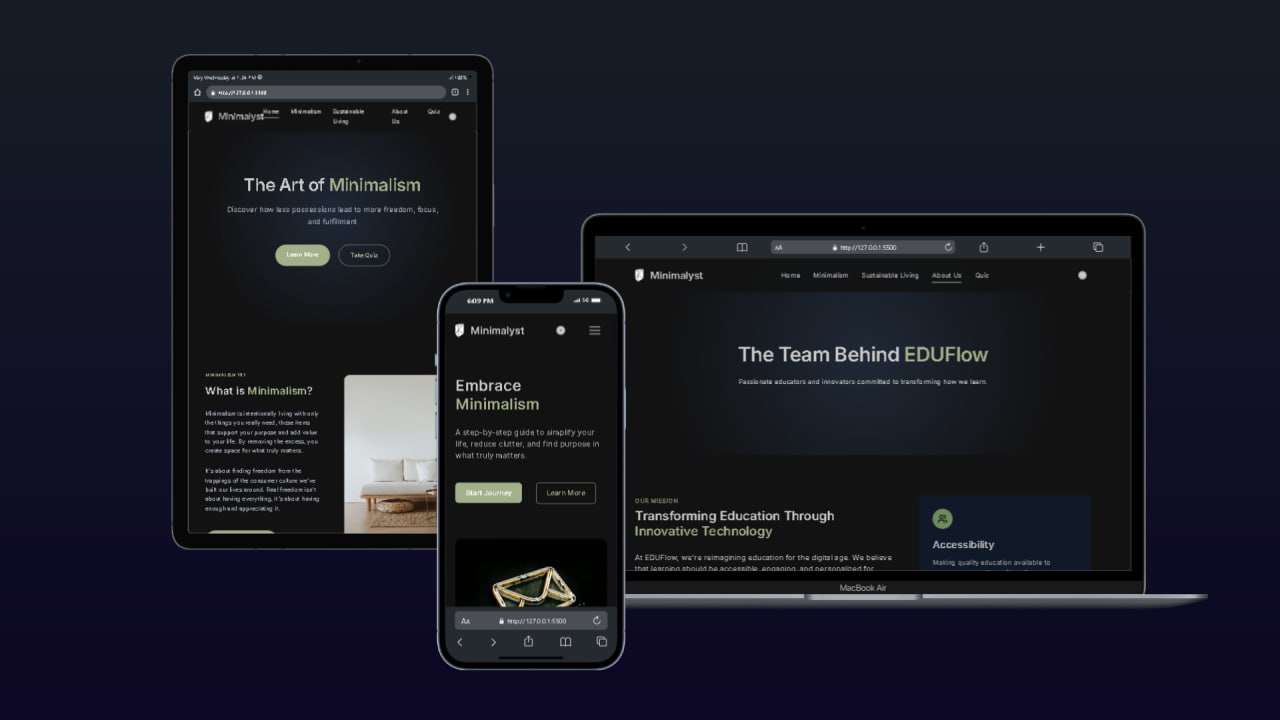 http://127.0.0.1:5500
Minimalyst
Home
Minimalism
Sustainable
Living
About
Us
Quiz
The Art of Minimalism
Discover how less possessions lead to more freedom, focus,
and fulfillment
Learn More
Take Quiz
MINIMALISM 101
What is Minimalism?
Minimalism is intentionally living with only
the things you really need, those items
that support your purpose and add value
to your life. By removing the excess, you
create space for what truly matters.
It's about finding freedom from the
trappings of the consumer culture we've
built our lives around. Real freedom isn't
about having everything, it's about having
enough and appreciating it.
6:09 PM
5G
Minimalyst
Embrace
Minimalism
A step-by-step guide to simplify your
life, reduce clutter, and find purpose in
what truly matters.
Start Journey
Learn More
AA
http://127.0.0.1:5500
AA
http://127.0.0.1:5500
Minimalyst
Home
Minimalism
Sustainable Living
About Us
Quiz
The Team Behind EDUFlow
Passionate educators and innovators committed to transforming how we learn.
OUR MISSION
Transforming Education Through
Innovative Technology
At EDUFlow, we're reimagining education for the digital age. We believe
that learning should be accessible, engaging, and personalized for
Accessibility
Making quality education available to
MacBook Air